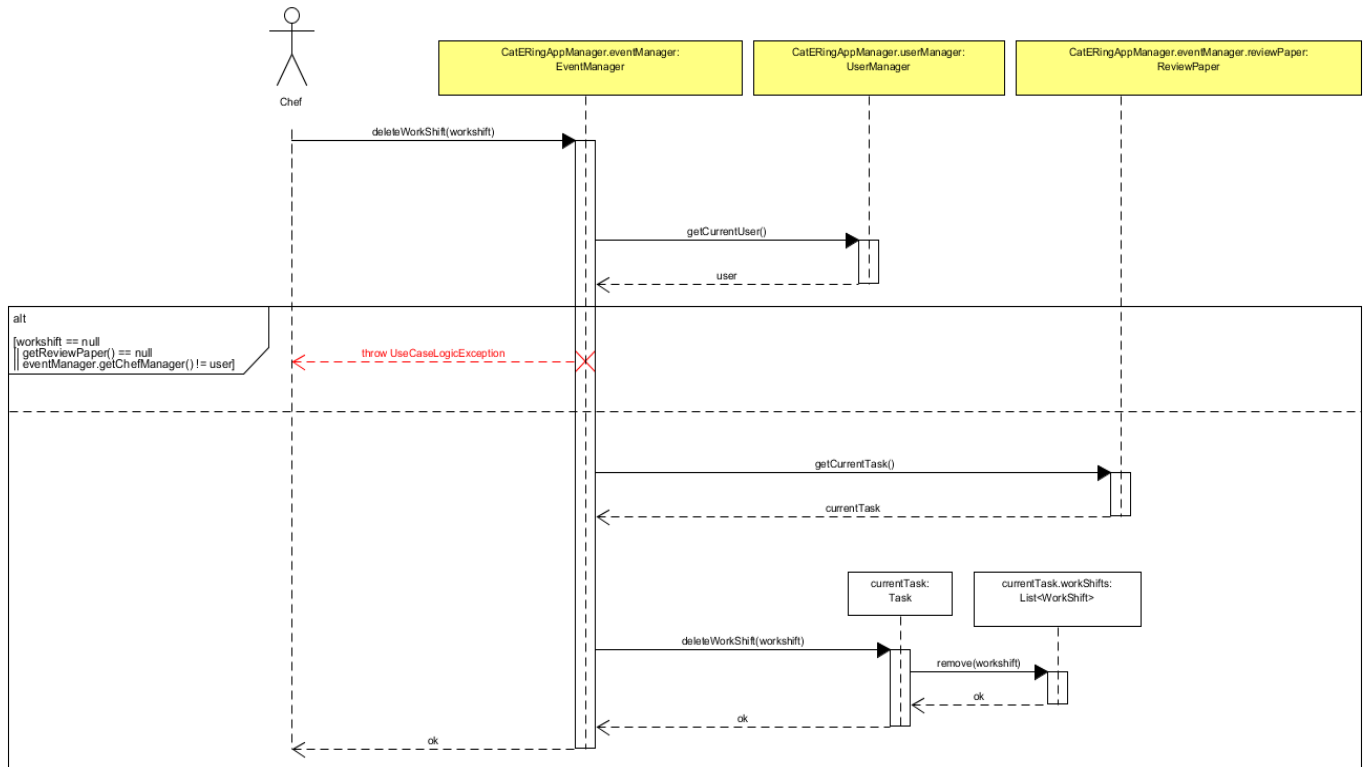 CatERingAppManager.eventManager:
EventManager
CatERingAppManager.userManager:
UserManager
CatERingAppManager.eventManager.reviewPaper:
ReviewPaper
Chef
deleteWorkShift(workshift)
getCurrentUser()
user
alt
[workshift == null
|| getReviewPaper() == null
|| eventManager.getChefManager() != user]
throw UseCaseLogicException
getCurrentTask()
currentTask
currentTask:
Task
currentTask.workShifts:
List<WorkShift>
deleteWorkShift(workshift)
remove(workshift)
ok
ok
ok